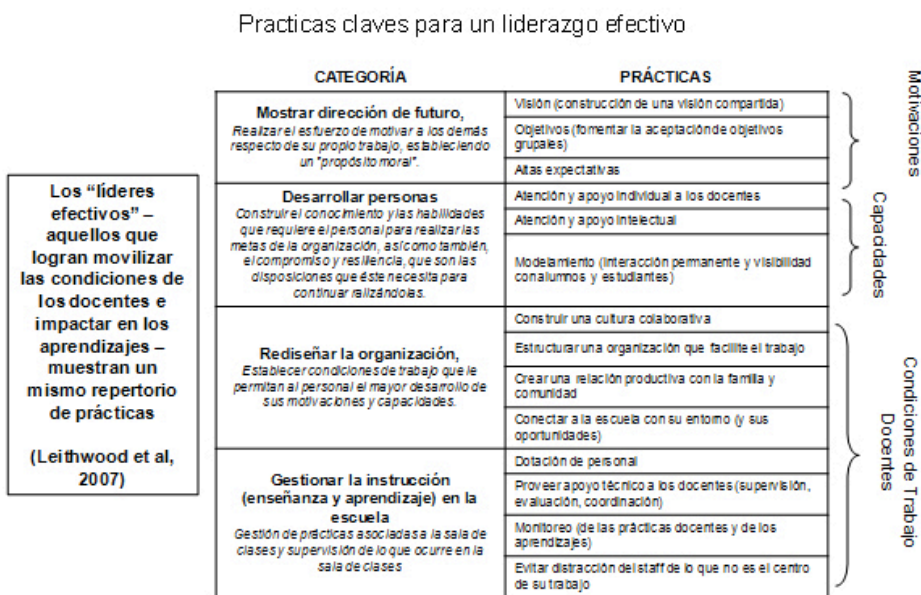 Practicas claves para un liderazgo efectivo
CATEGORÍA
PRÁCTICAS
Los “líderes
efectivos” –
aquellos que
logran movilizar
las condiciones de
los docentes e
impactar en los
aprendizajes –
muestran un
mismo repertorio
de prácticas
(Leithwood et al,
2007)
Mostrar dirección de futuro,
Realizar el esfuerzo de motivar a los demás
respecto de su propio trabajo, estableciendo
un "propósito moral".
Visión (construcción de una visión compartida)
Objetivos (fomentar la aceptación de objetivos
grupales)
Altas expectativas
Motivaciones
Desarrollar personas
Construir el conocimiento y las habilidades
que requiere el personal para realizar las
metas de la organización, así como también,
el compromiso y resiliencia, que son las
disposiciones que éste necesita para
continuar ralizándolas.
Atención y apoyo individual a los docentes
Atención y apoyo intelectual
Modelamiento (interacción permanente y visibilidad
con alumnos y estudiantes)
Capacidades
Rediseñar la organización,
Establecer condiciones de trabajo que le
permitan al personal el mayor desarrollo de
sus motivaciones y capacidades.
Construir una cultura colaborativa
Estructurar una organización que facilite el trabajo
Crear una relación productiva con la familia y
comunidad
Conectar a la escuela con su entorno (y sus
oportunidades)
Gestionar la instrucción
(enseñanza y aprendizaje) en la
escuela
Gestión de prácticas asociadas a la sala de
clases y supervisión de lo que ocurre en la
sala de clases
Dotación de personal
Proveer apoyo técnico a los docentes (supervisión,
evaluación, coordinación)
Monitoreo (de las prácticas docentes y de los
aprendizajes)
Evitar distracción del staff de lo que no es el centro
de su trabajo
Condiciones de Trabajo
Docentes